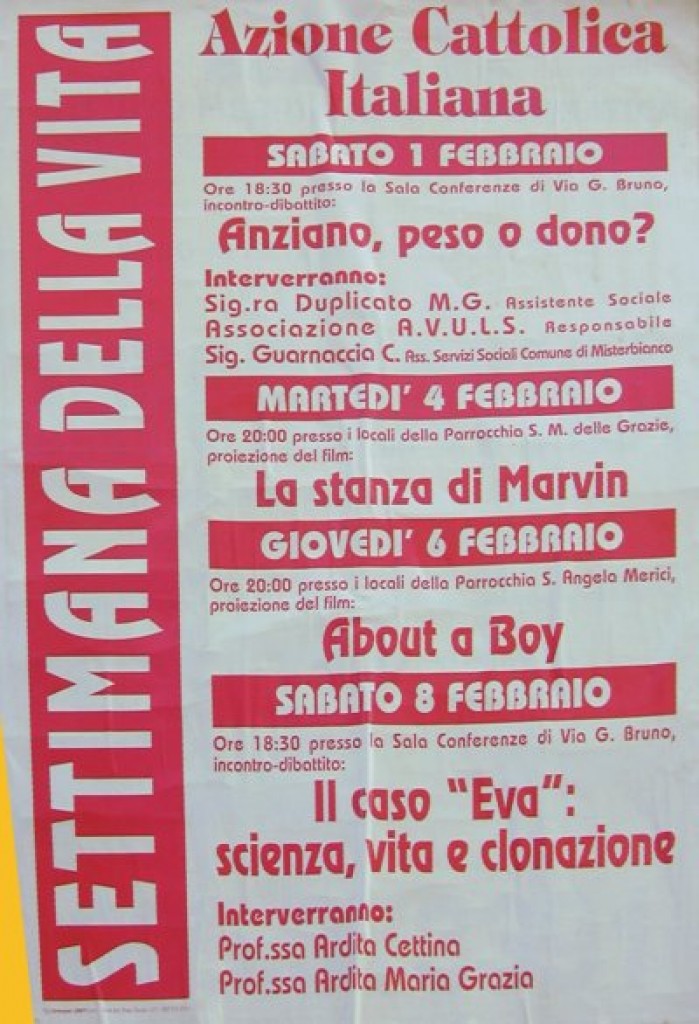 SETTIMANA DELLA VITA
Azione Cattolica
Italiana
SABATO 1 FEBBRAIO
Ore 18:30 presso la Sala Conferenze di Via G. Bruno,
incontro-dibattito:
Anziano, peso o dono?
Interverranno:
Sig.ra Duplicato M.G. Assistente Sociale
Associazione A.V.U.L.S. Responsabile
Sig. Guarnaccia C. Ass. Servizi Sociali Comune di Misterbianco
MARTEDI' 4 FEBBRAIO
Ore 20:00 presso i locali della Parrocchia S. M. delle Grazie,
proiezione del film:
La stanza di Marvin
GIOVEDI' 6 FEBBRAIO
Ore 20:00 presso i locali della Parrocchia S. Angela Merici,
proiezione del film:
About a Boy
SABATO 8 FEBBRAIO
Ore 18:30 presso la Sala Conferenze di Via G. Bruno,
incontro-dibattito:
Il caso "Eva":
scienza, vita e clonazione
Interverranno:
Prof.ssa Ardita Cettina
Prof.ssa Ardita Maria Grazia